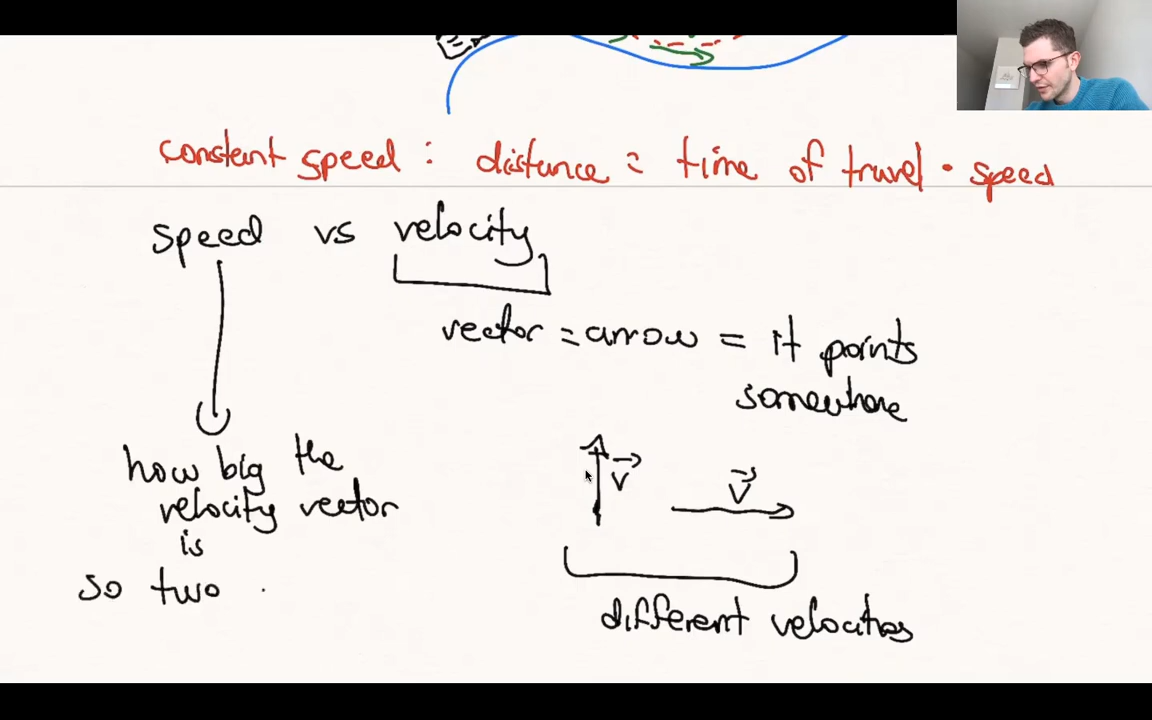 constant speed : distance = time of travel • speed
speed vs velocity
vector = arrow = it points
somewhere
how big the
velocity vector
is
so two
v v
different velocities